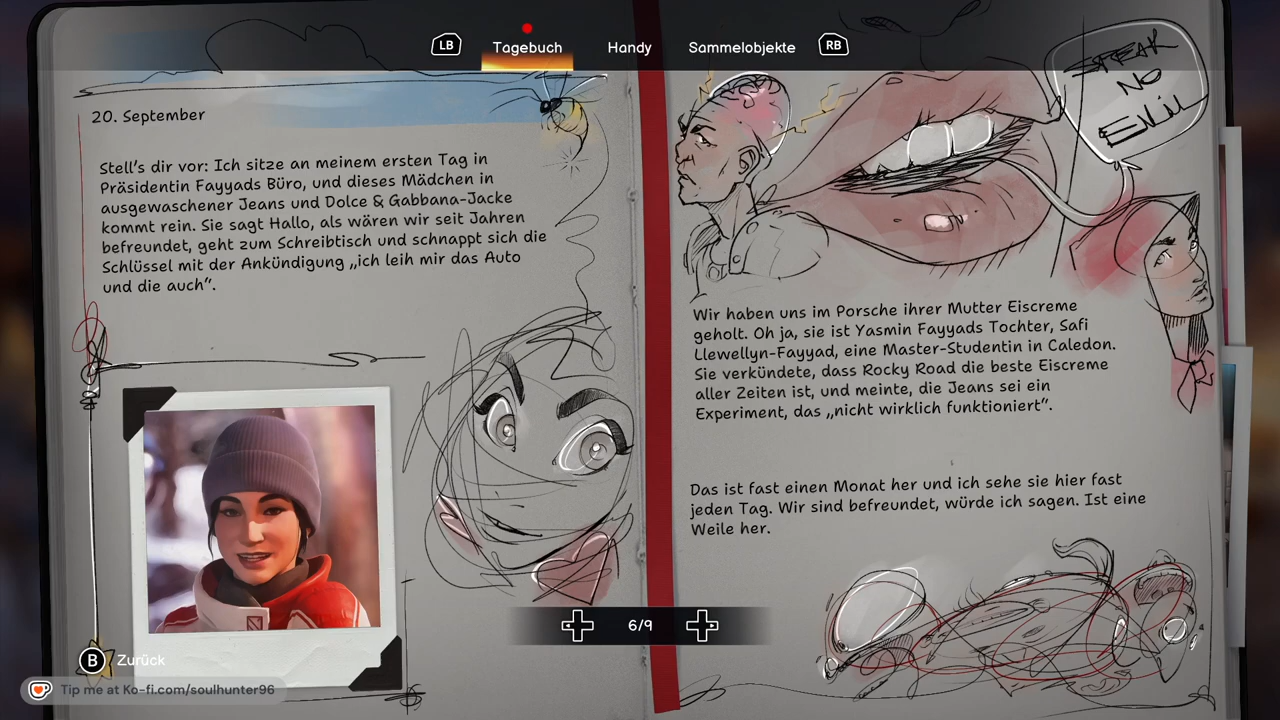 LB
Tagebuch
Handy
Sammelobjekte
RB
20. September
Stell's dir vor: Ich sitze an meinem ersten Tag in
Präsidentin Fayyads Büro, und dieses Mädchen in
ausgewaschener Jeans und Dolce & Gabbana-Jacke
kommt rein. Sie sagt Hallo, als wären wir seit Jahren
befreundet, geht zum Schreibtisch und schnappt sich die
Schlüssel mit der Ankündigung „ich leih mir das Auto
und die auch“.
SPEAK
NO
EVIL
Wir haben uns im Porsche ihrer Mutter Eiscreme
geholt. Oh ja, sie ist Yasmin Fayyads Tochter, Safi
Llewellyn-Fayyad, eine Master-Studentin in Caledon.
Sie verkündete, dass Rocky Road die beste Eiscreme
aller Zeiten ist, und meinte, die Jeans sei ein
Experiment, das „nicht wirklich funktioniert“.
Das ist fast einen Monat her und ich sehe sie hier fast
jeden Tag. Wir sind befreundet, würde ich sagen. Ist eine
Weile her.
6/9
B Zurück
Tip me at Ko-fi.com/soulhunter96